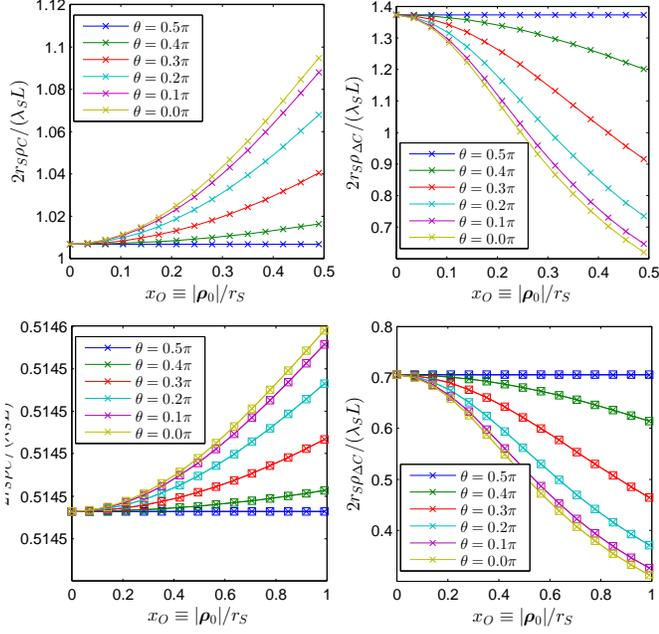 1.12
1.1
1.08
1.06
1.04
1.02
1
2r_Sρ_C/(λ_SL)
θ = 0.5π
θ = 0.4π
θ = 0.3π
θ = 0.2π
θ = 0.1π
θ = 0.0π
0 0.1 0.2 0.3 0.4 0.5
x_O ≡ |ρ_0|/r_S
1.4
1.3
1.2
1.1
1
0.9
0.8
0.7
2r_Sρ_ΔC/(λ_SL)
θ = 0.5π
θ = 0.4π
θ = 0.3π
θ = 0.2π
θ = 0.1π
θ = 0.0π
0 0.1 0.2 0.3 0.4 0.5
x_O ≡ |ρ_0|/r_S
0.5146
0.5145
0.5145
0.5145
0.5145
0.5145
θ = 0.5π
θ = 0.4π
θ = 0.3π
θ = 0.2π
θ = 0.1π
θ = 0.0π
0 0.2 0.4 0.6 0.8 1
x_O ≡ |ρ_0|/r_S
0.8
0.7
0.6
0.5
0.4
2r_Sρ_ΔC/(λ_SL)
θ = 0.5π
θ = 0.4π
θ = 0.3π
θ = 0.2π
θ = 0.1π
θ = 0.0π
0 0.2 0.4 0.6 0.8 1
x_O ≡ |ρ_0|/r_S